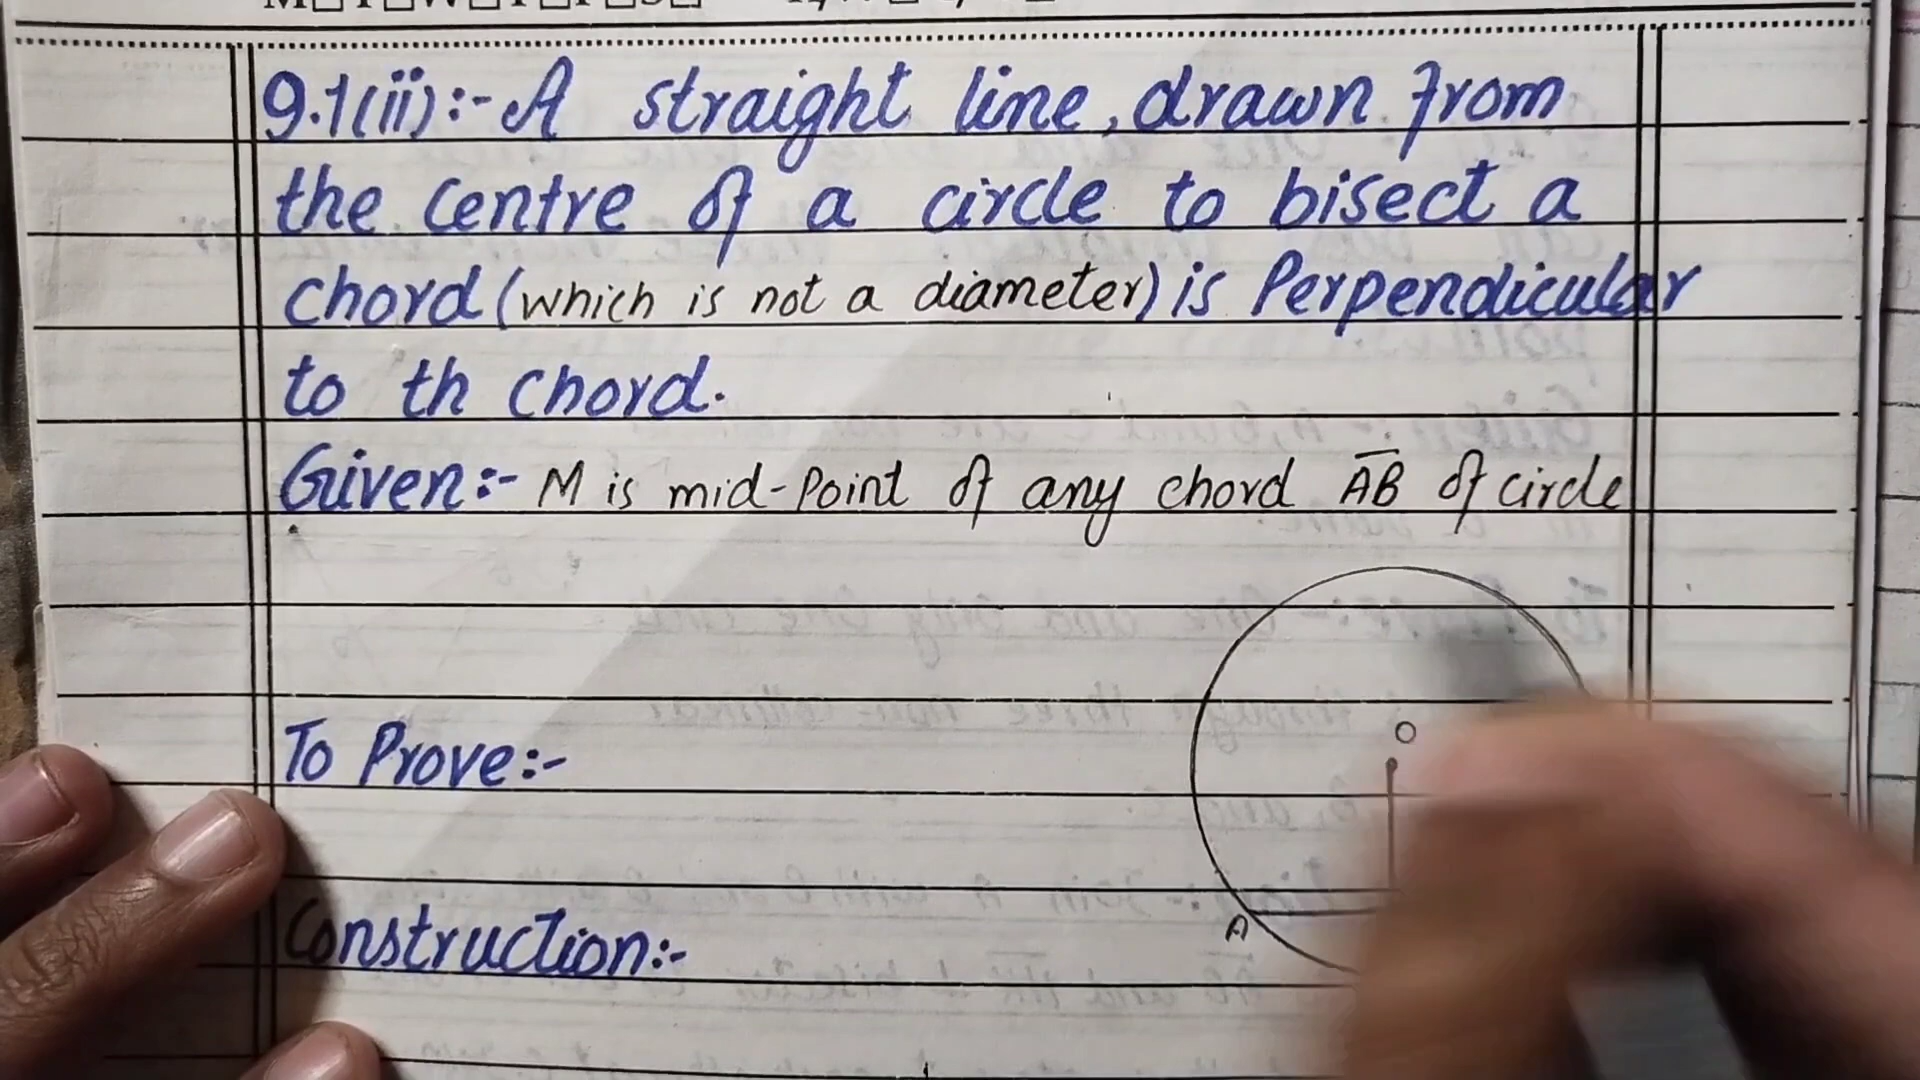 9.1(ii):- A straight line, drawn from
the centre of a circle to bisect a
chord (which is not a diameter) is Perpendicular
to th chord.
Given:- M is mid-Point of any chord AB of circle
O
To Prove:-
A
Construction:-